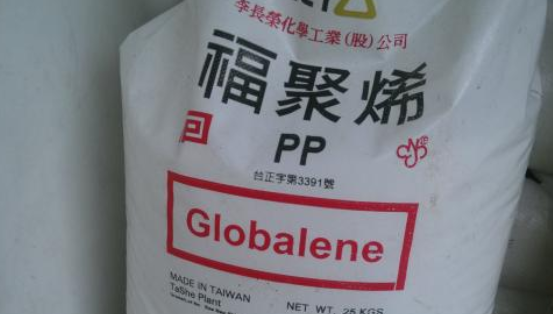 李長榮化學工業(股)公司
福聚烯
PP
台正字第3391號
Globalene
MADE IN TAIWAN
TaShe Plant
NET WT. 25 KGS